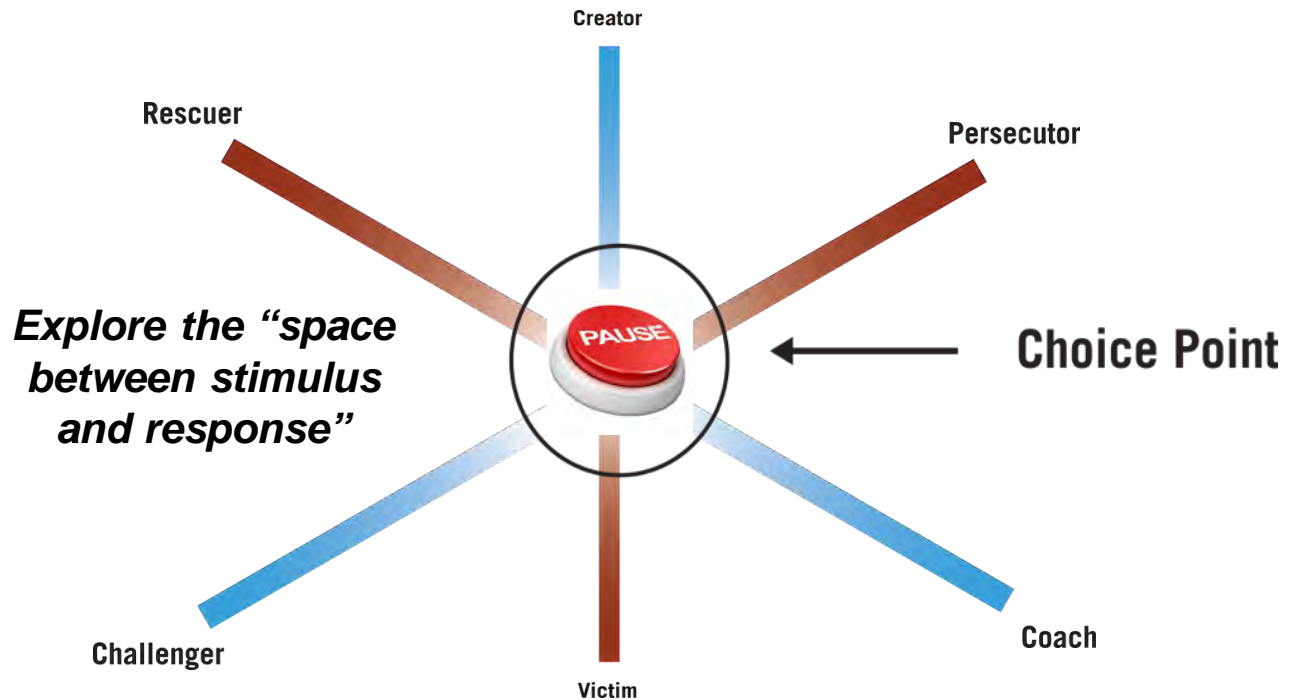 Creator
Rescuer
Persecutor
Explore the “space
between stimulus
and response”
PAUSE
Choice Point
Challenger
Coach
Victim